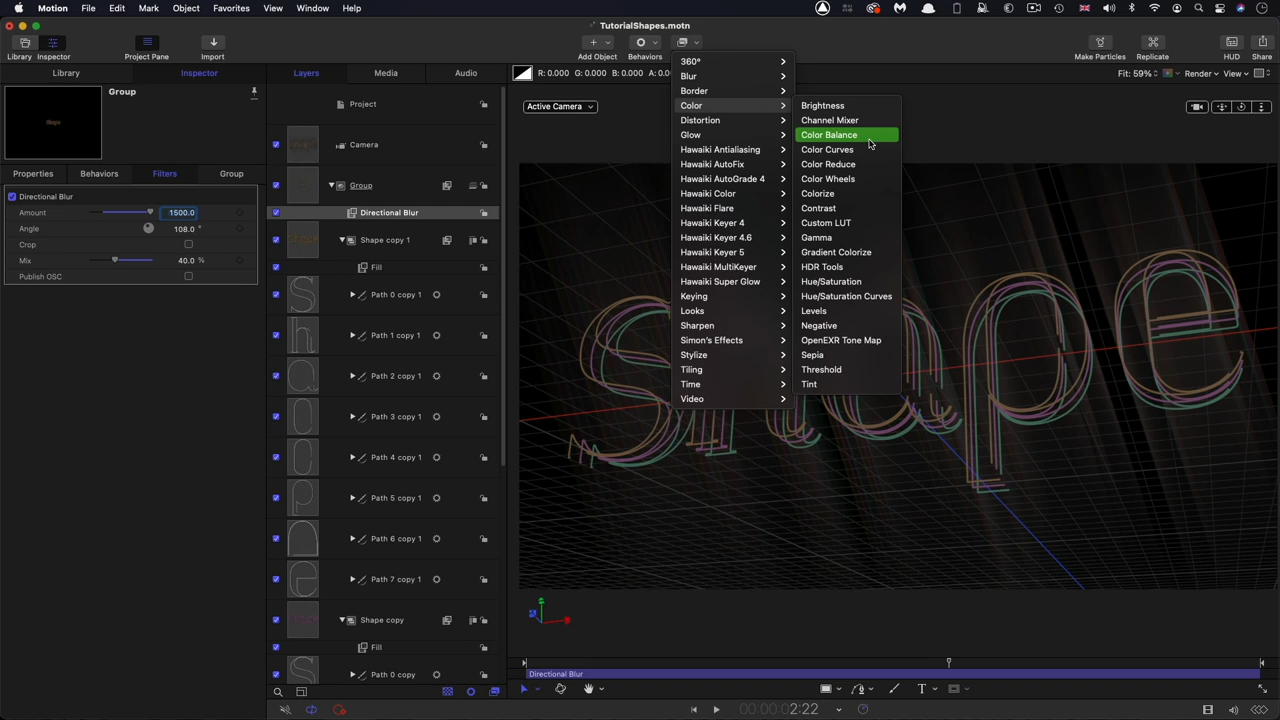 Motion File Edit Mark Object Favorites View Window Help
TutorialShapes.motn
Library Inspector Project Pane Import Add Object Behaviors Make Particles Replicate HUD Share
Library Inspector Layers Media Audio R: 0.000 G: 0.000 B: 0.000 A: 0.0 Fit: 59% Render View
Group
Active Camera
Properties Behaviors Filters Group
Directional Blur
Amount 1500.0
Angle 108.0 °
Crop
Mix 40.0 %
Publish OSC
Project
Camera
Group
Directional Blur
Shape copy 1
Fill
Path 0 copy 1
Path 1 copy 1
Path 2 copy 1
Path 3 copy 1
Path 4 copy 1
Path 5 copy 1
Path 6 copy 1
Path 7 copy 1
Shape copy
Fill
Path 0 copy
360°
Blur
Border
Color
Distortion
Glow
Hawaiki Antialiasing
Hawaiki AutoFix
Hawaiki AutoGrade 4
Hawaiki Color
Hawaiki Flare
Hawaiki Keyer 4
Hawaiki Keyer 4.6
Hawaiki Keyer 5
Hawaiki MultiKeyer
Hawaiki Super Glow
Keying
Looks
Sharpen
Simon's Effects
Stylize
Tiling
Time
Video
Brightness
Channel Mixer
Color Balance
Color Curves
Color Reduce
Color Wheels
Colorize
Contrast
Custom LUT
Gamma
Gradient Colorize
HDR Tools
Hue/Saturation
Hue/Saturation Curves
Levels
Negative
OpenEXR Tone Map
Sepia
Threshold
Tint
Shape
Directional Blur
00:00:02:22